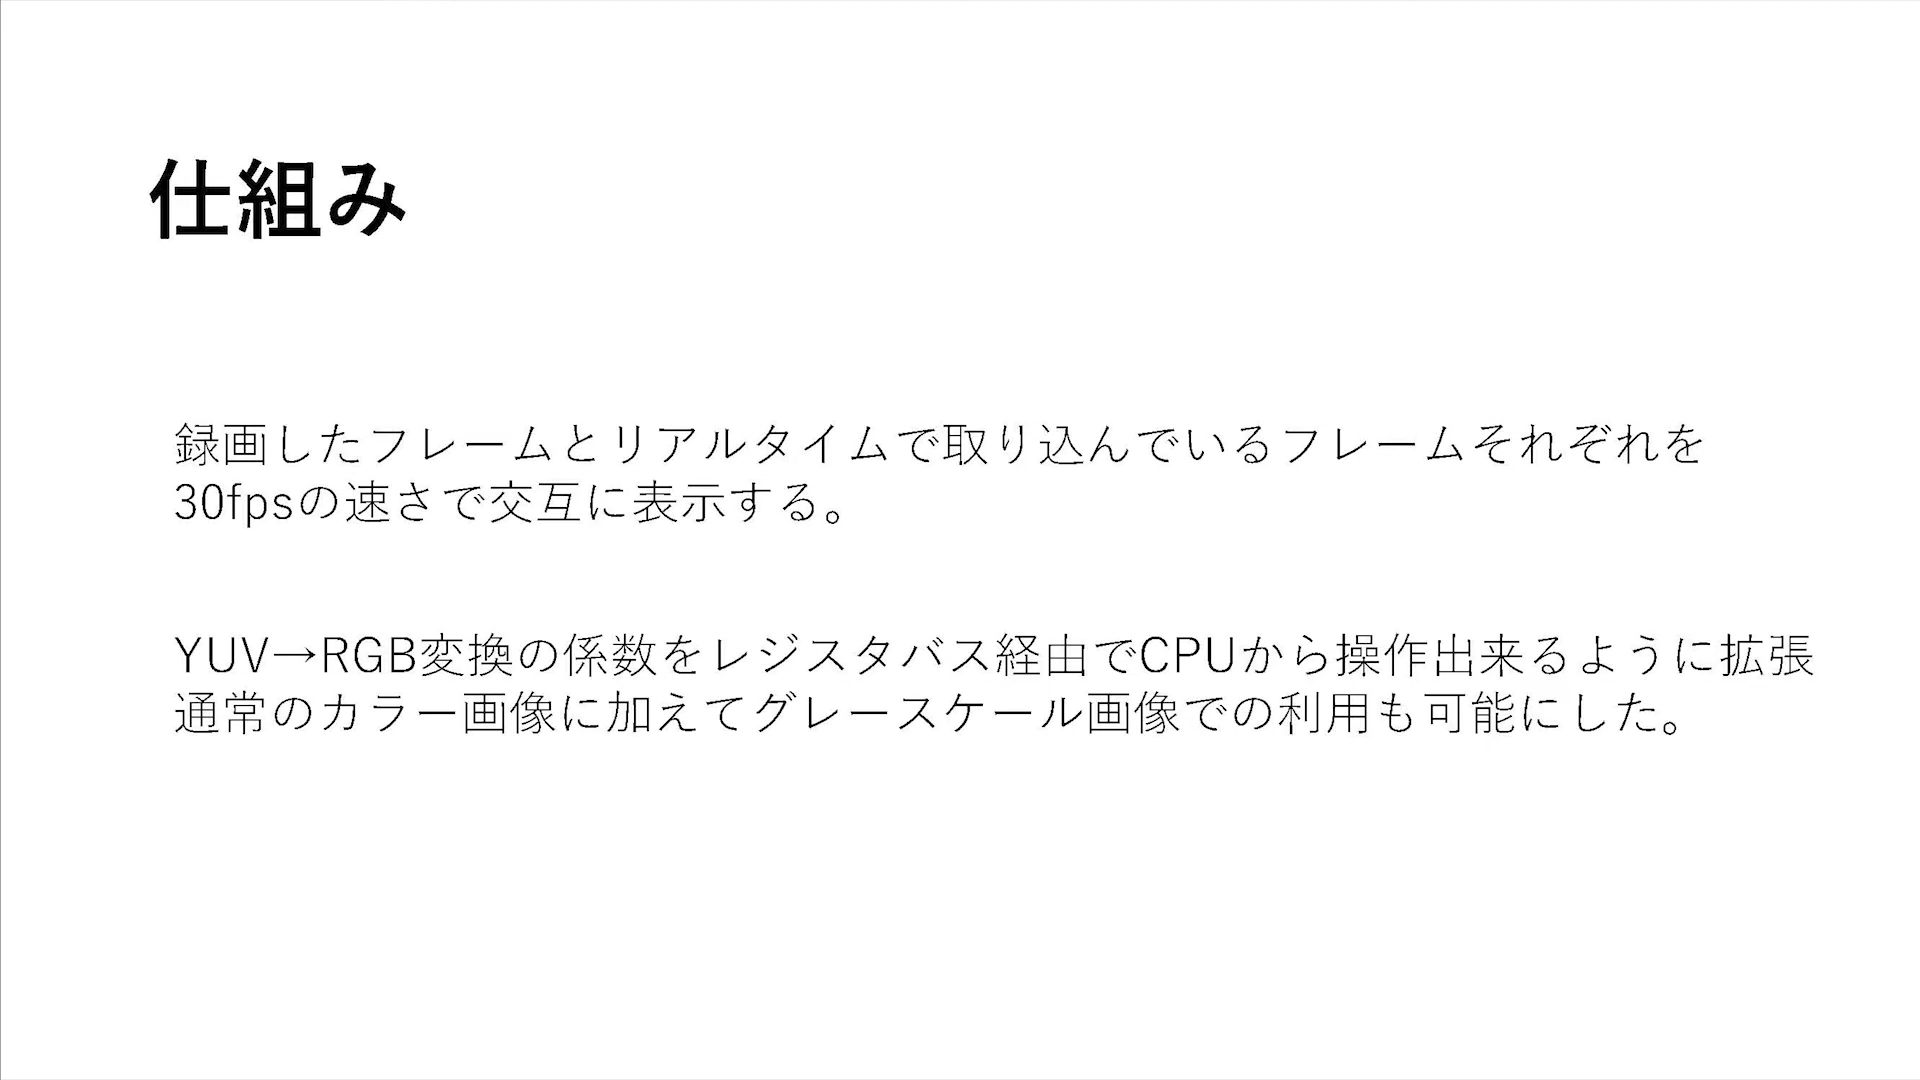 仕組み
録画したフレームとリアルタイムで取り込んでいるフレームそれぞれを
30fpsの速さで交互に表示する。
YUV→RGB変換の係数をレジスタバス経由でCPUから操作出来るように拡張
通常のカラー画像に加えてグレースケール画像での利用も可能にした。